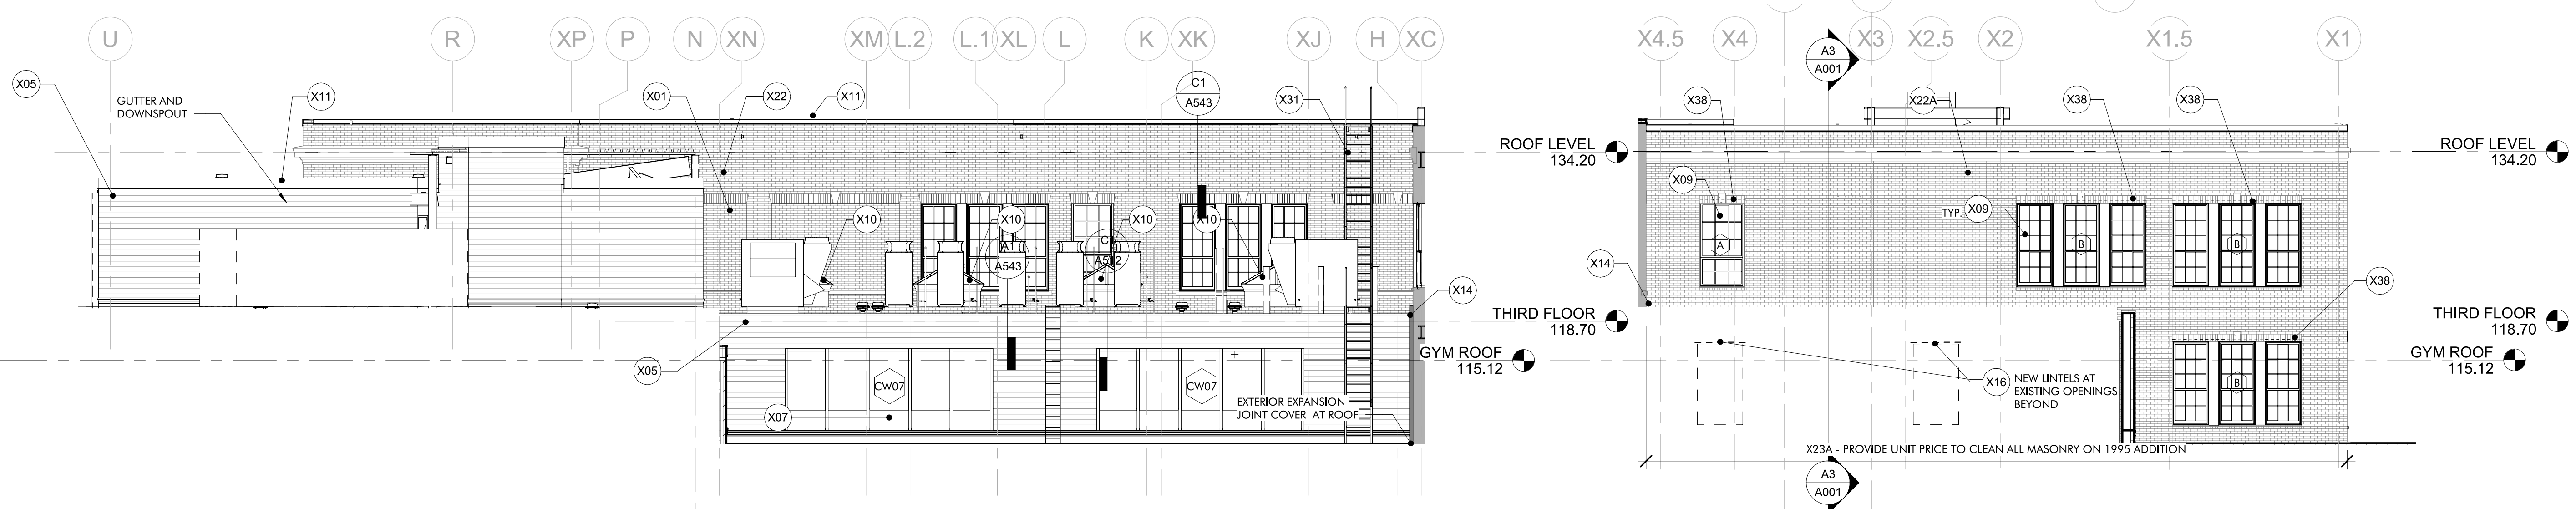 U
R
XP
P
N
XN
XM
L.2
L.1
XL
L
K
XK
XJ
H
XC
X4.5
X4
X3
X2.5
X2
X1.5
X1
A3
A001
X05
GUTTER AND
DOWNSPOUT
X11
X01
X22
X11
C1
A543
X31
X10
X10
X10
X10
A1
A543
C1
A512
X14
X05
X05
CW07
CW07
X07
EXTERIOR EXPANSION
JOINT COVER AT ROOF
ROOF LEVEL
134.20
THIRD FLOOR
118.70
GYM ROOF
115.12
X38
X22A
X38
X38
X09
TYP.
X09
A
B
B
X14
X38
B
X16
NEW LINTELS AT
EXISTING OPENINGS
BEYOND
X23A - PROVIDE UNIT PRICE TO CLEAN ALL MASONRY ON 1995 ADDITION
A3
A001
ROOF LEVEL
134.20
THIRD FLOOR
118.70
GYM ROOF
115.12